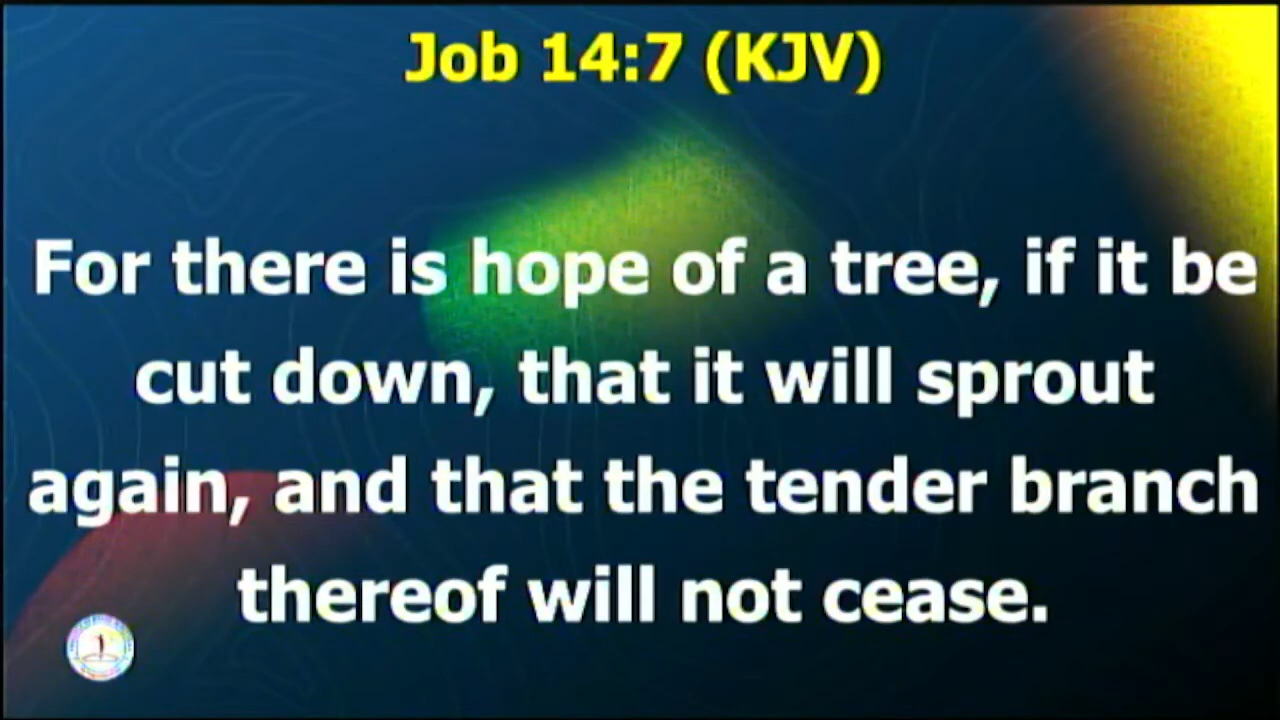 Job 14:7 (KJV)
For there is hope of a tree, if it be
cut down, that it will sprout
again, and that the tender branch
thereof will not cease.